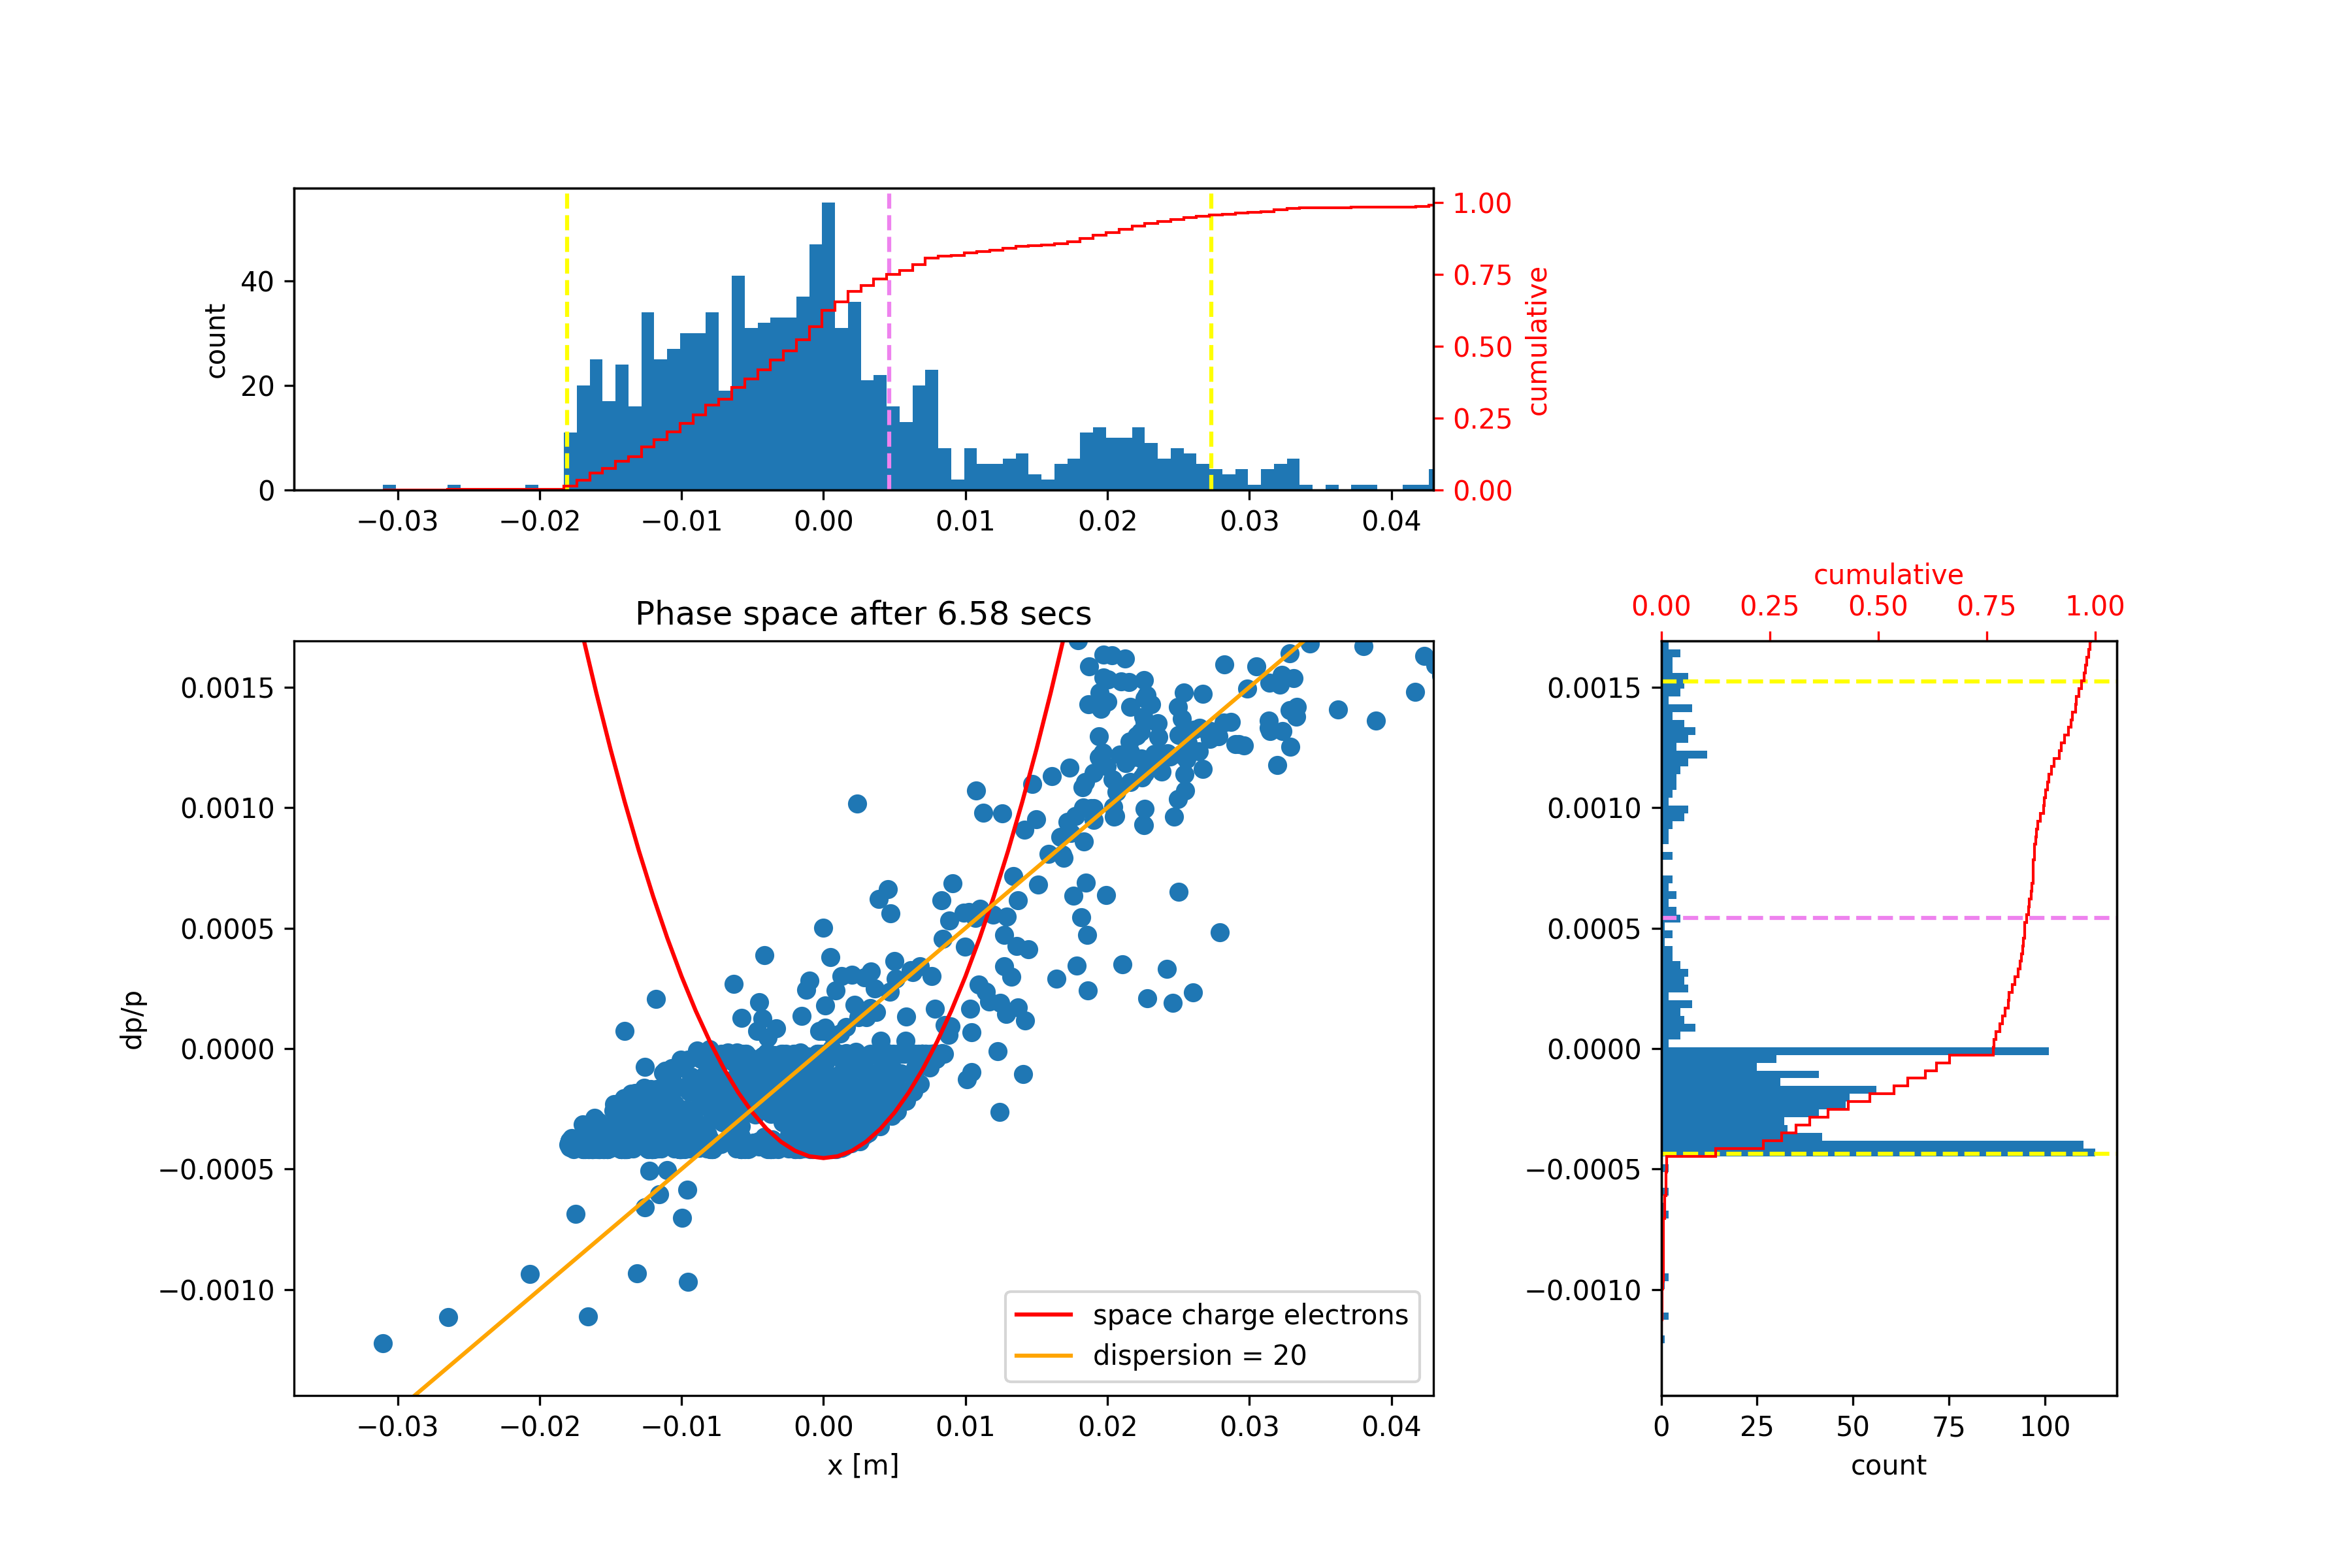 count
40
20
0
1.00
0.75
0.50
0.25
0.00
cumulative
−0.03 −0.02 −0.01 0.00 0.01 0.02 0.03 0.04
Phase space after 6.58 secs
dp/p
0.0015
0.0010
0.0005
0.0000
−0.0005
−0.0010
space charge electrons
dispersion = 20
−0.03 −0.02 −0.01 0.00 0.01 0.02 0.03 0.04
x [m]
cumulative
0.00 0.25 0.50 0.75 1.00
0.0015
0.0010
0.0005
0.0000
−0.0005
−0.0010
0 25 50 75 100
count